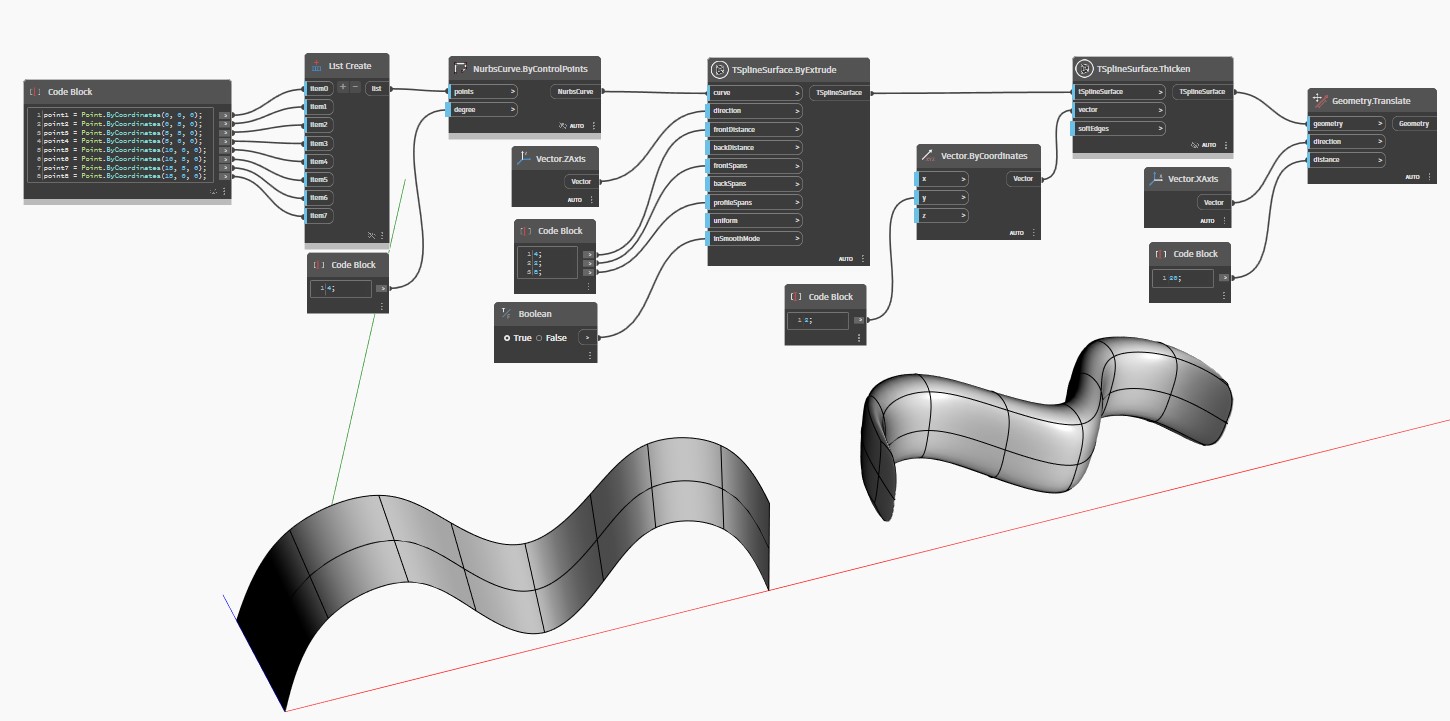 Code Block
1 point1 = Point.ByCoordinates(0, 0, 0); >
2 point2 = Point.ByCoordinates(0, 5, 0); >
3 point3 = Point.ByCoordinates(5, 5, 0); >
4 point4 = Point.ByCoordinates(5, 0, 0); >
5 point5 = Point.ByCoordinates(10, 0, 0); >
6 point6 = Point.ByCoordinates(10, 5, 0); >
7 point7 = Point.ByCoordinates(15, 5, 0); >
8 point8 = Point.ByCoordinates(15, 0, 0); >
List Create
item0 + - list
item1
item2
item3
item4
item5
item6
item7
Code Block
1 4; >
NurbsCurve.ByControlPoints
points > NurbsCurve
degree >
AUTO
Vector.ZAxis
Vector
AUTO
Code Block
1 4; >
2 2; >
3 8; >
Boolean
True False >
TSplineSurface.ByExtrude
curve > TSplineSurface
direction >
frontDistance >
backDistance >
frontSpans >
backSpans >
profileSpans >
uniform >
inSmoothMode >
AUTO
Code Block
1 2; >
Vector.ByCoordinates
x > Vector
y >
z >
AUTO
TSplineSurface.Thicken
tSplineSurface > TSplineSurface
vector >
softEdges >
AUTO
Vector.XAxis
Vector
AUTO
Code Block
1 20; >
Geometry.Translate
geometry > Geometry
direction >
distance >
AUTO